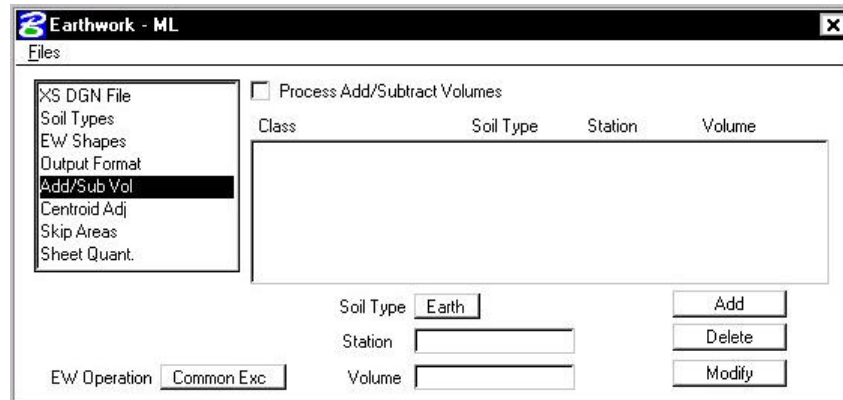 Earthwork - ML
Files
XS DGN File
Soil Types
EW Shapes
Output Format
Add/Sub Vol
Centroid Adj
Skip Areas
Sheet Quant.
Process Add/Subtract Volumes
Class Soil Type Station Volume
Soil Type Earth Add
Station Delete
EW Operation Common Exc Volume Modify